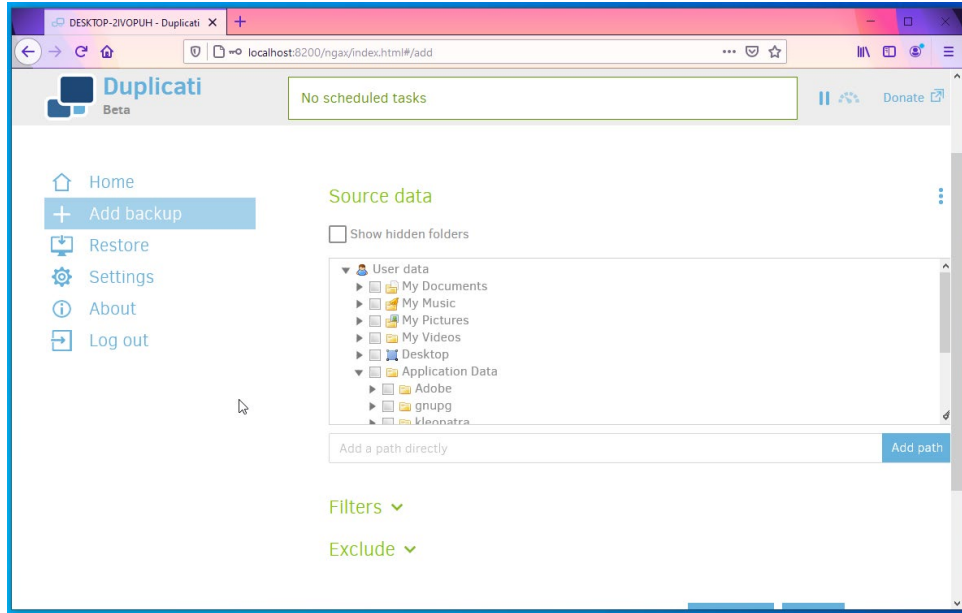 DESKTOP-2IVOPUH - Duplicati
localhost:8200/ngax/index.html#/add
Duplicati
Beta
No scheduled tasks
Donate
Home
Add backup
Restore
Settings
About
Log out
Source data
Show hidden folders
User data
My Documents
My Music
My Pictures
My Videos
Desktop
Application Data
Adobe
gnupg
kleopatra
Add a path directly
Add path
Filters
Exclude